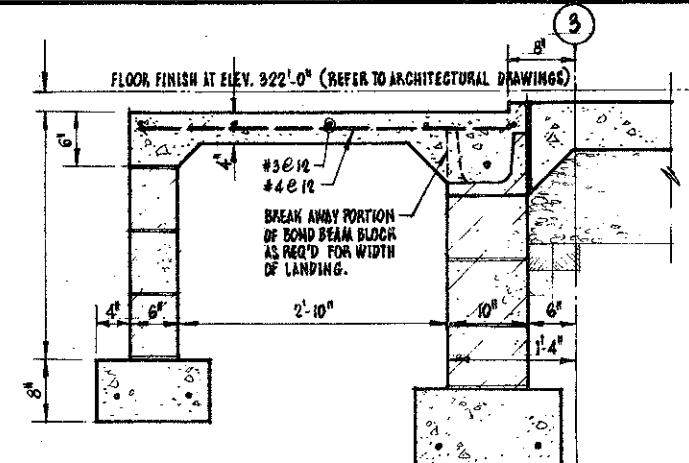 3
8"
FLOOR FINISH AT ELEV. 322'-0" (REFER TO ARCHITECTURAL DRAWINGS)
6"
4"
#3@12
#4@12
BREAK AWAY PORTION
OF BOND BEAM BLOCK
AS REQ'D FOR WIDTH
OF LANDING.
4" 6" 2'-10" 10" 6"
1'-4"
8"